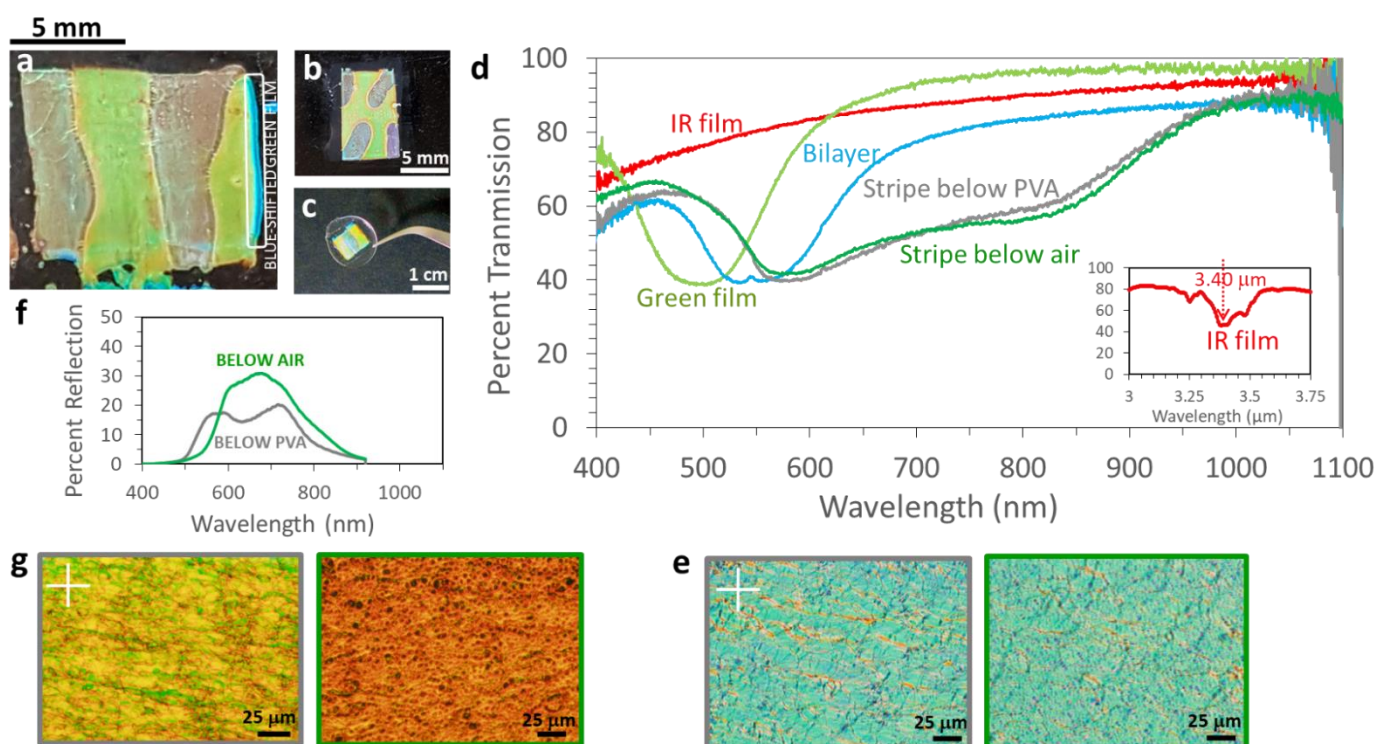 5 mm
a
BLUE-SHIFTED GREEN FILM
b
5 mm
c
1 cm
d
100
80
60
40
20
0
Percent Tranmission
IR film
Bilayer
Stripe below PVA
Stripe below air
Green film
400
500
600
700
800
900
1000
1100
Wavelength (nm)
100
80
60
40
20
0
3.40 µm
IR film
3
3.25
3.5
3.75
Wavelength (µm)
f
50
40
30
20
10
0
Percent Reflection
BELOW AIR
BELOW PVA
400
600
800
1000
Wavelength (nm)
g
25 µm
25 µm
e
25 µm
25 µm